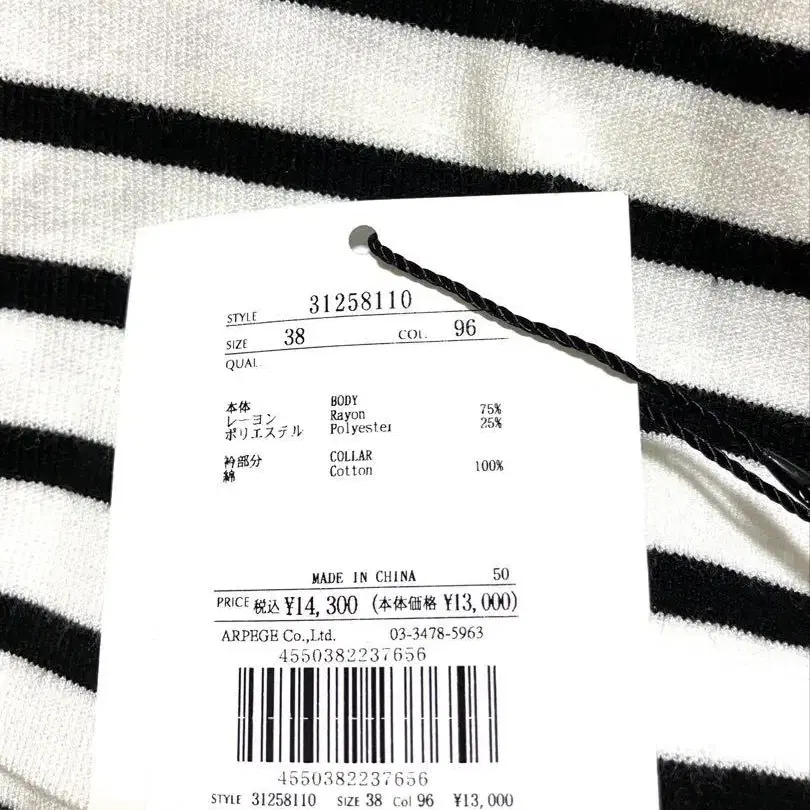 STYLE 31258110
SIZE 38 COL. 96
QUAL.
本体 BODY
レーヨン Rayon 75%
ポリエステル Polyester 25%
衿部分 COLLAR
綿 Cotton 100%
MADE IN CHINA 50
PRICE 税込 ¥14,300 (本体価格 ¥13,000)
ARPEGE Co.,Ltd. 03-3478-5963
4550382237656
4550382237656
STYLE 31258110 SIZE 38 Col 96 ¥13,000